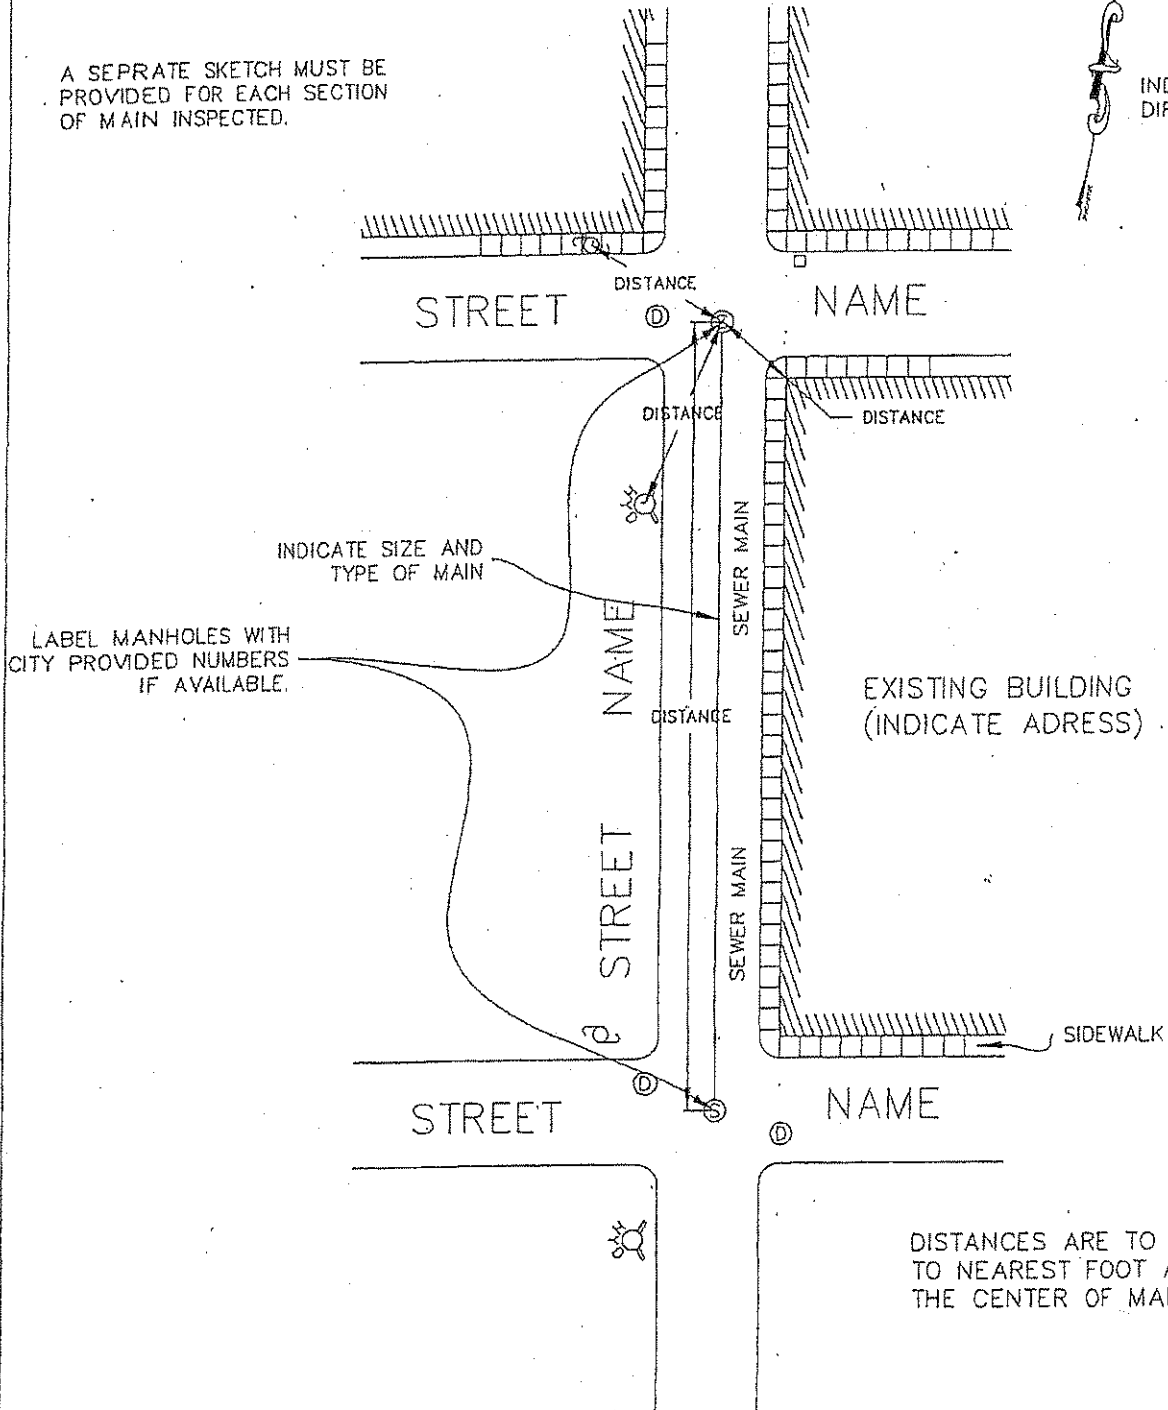 A SEPRATE SKETCH MUST BE
PROVIDED FOR EACH SECTION
OF MAIN INSPECTED.
DISTANCE
STREET
D
NAME
DISTANCE
DISTANCE
HYD
INDICATE SIZE AND
TYPE OF MAIN
SEWER MAIN
LABEL MANHOLES WITH
CITY PROVIDED NUMBERS
IF AVAILABLE.
STREET NAME
DISTANCE
EXISTING BUILDING
(INDICATE ADRESS)
SEWER MAIN
SIDEWALK
D
STREET
S
NAME
D
HYD
DISTANCES ARE TO
TO NEAREST FOOT
THE CENTER OF